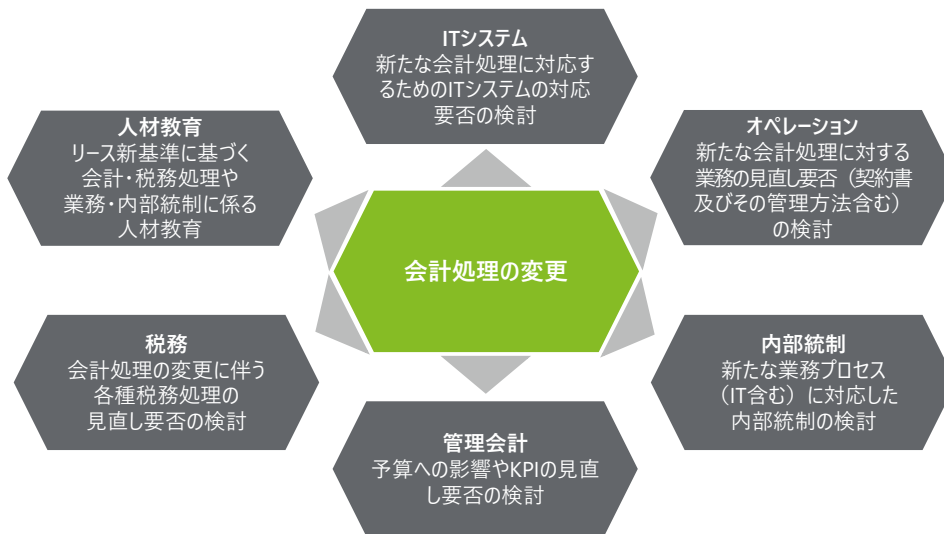 ITシステム
新たな会計処理に対応す
るためのITシステムの対応
要否の検討
人材教育
リース新基準に基づく
会計・税務処理や
業務・内部統制に係る
人材教育
オペレーション
新たな会計処理に対する
業務の見直し要否（契約書
及びその管理方法含む）
の検討
会計処理の変更
税務
会計処理の変更に伴う
各種税務処理の
見直し要否の検討
内部統制
新たな業務プロセス
（IT含む）に対応した
内部統制の検討
管理会計
予算への影響やKPIの見直
し要否の検討